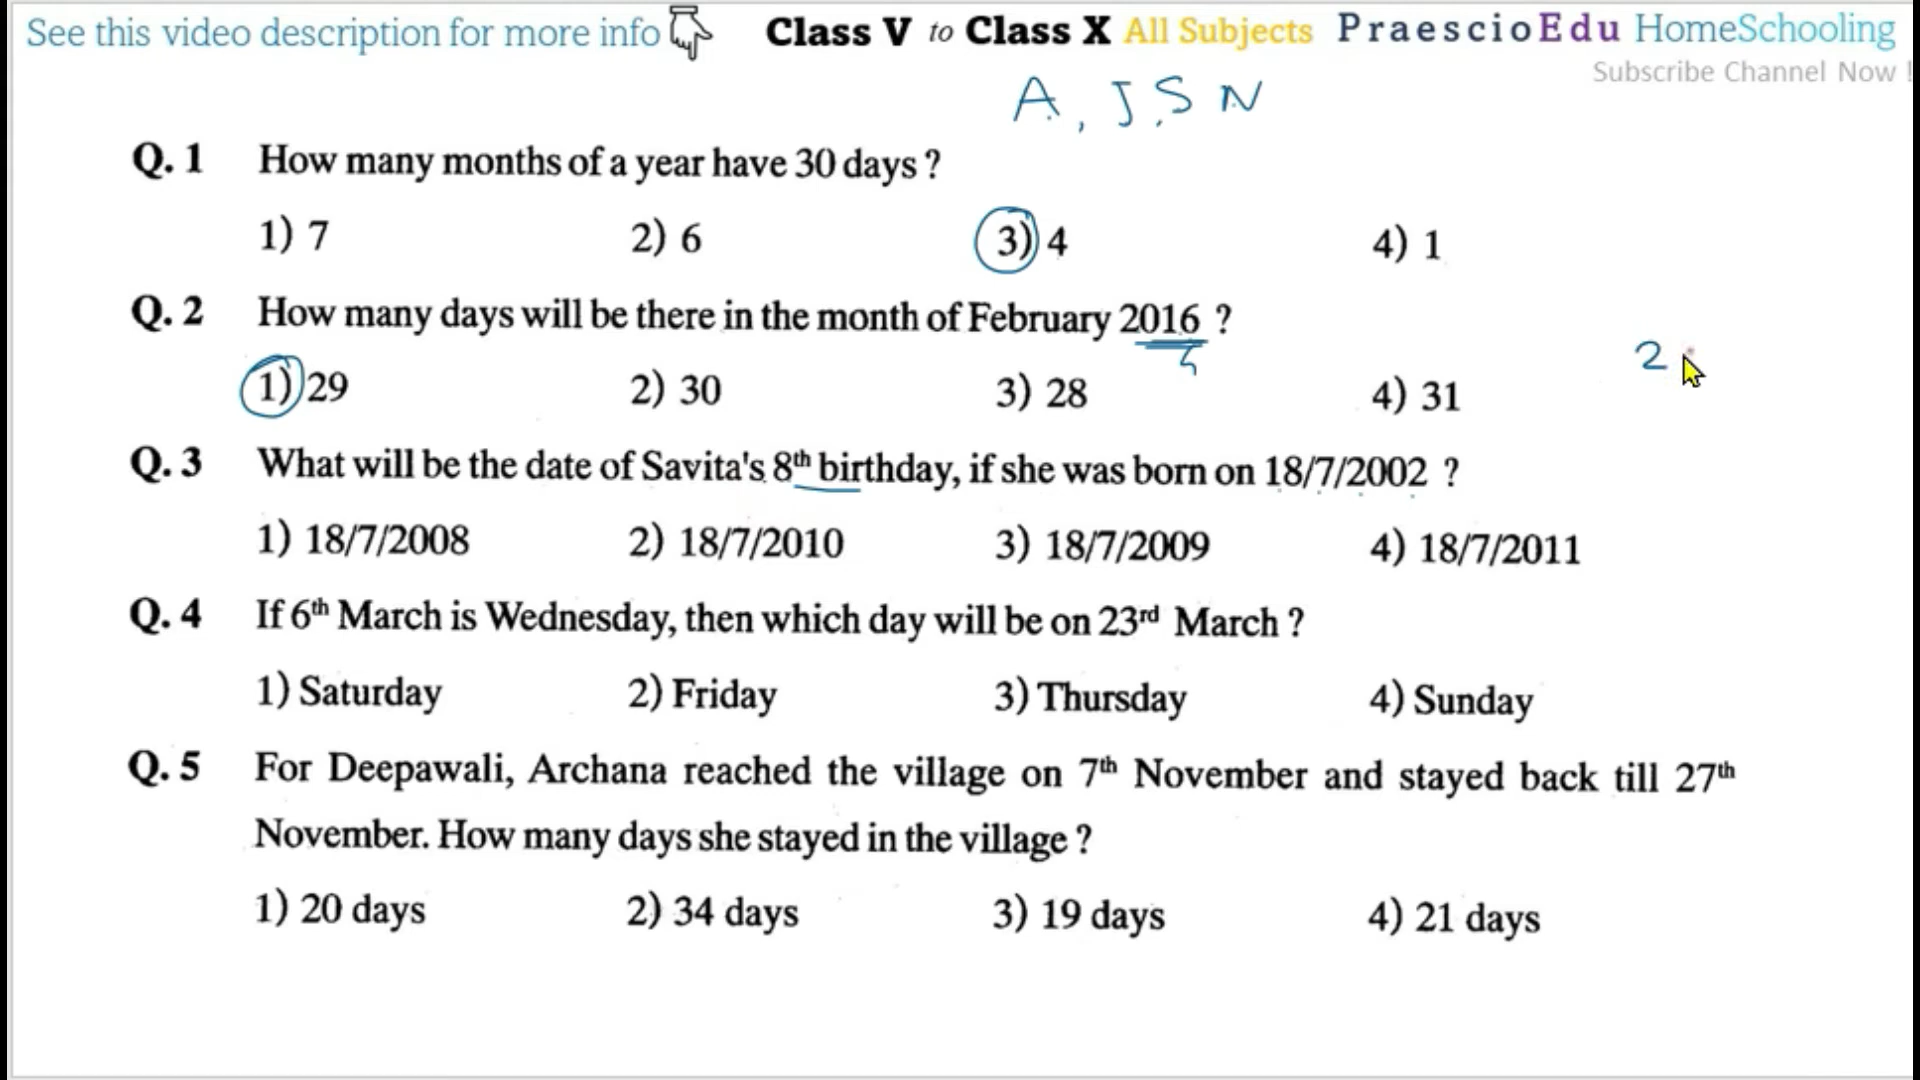 See this video description for more info Class V to Class X All Subjects PraescioEdu HomeSchooling
Subscribe Channel Now !
A, J, S N
Q. 1 How many months of a year have 30 days ?
1) 7 2) 6 3) 4 4) 1
Q. 2 How many days will be there in the month of February 2016 ?
1) 29 2) 30 3) 28 4) 31
2
Q. 3 What will be the date of Savita's 8th birthday, if she was born on 18/7/2002 ?
1) 18/7/2008 2) 18/7/2010 3) 18/7/2009 4) 18/7/2011
Q. 4 If 6th March is Wednesday, then which day will be on 23rd March ?
1) Saturday 2) Friday 3) Thursday 4) Sunday
Q. 5 For Deepawali, Archana reached the village on 7th November and stayed back till 27th
November. How many days she stayed in the village ?
1) 20 days 2) 34 days 3) 19 days 4) 21 days